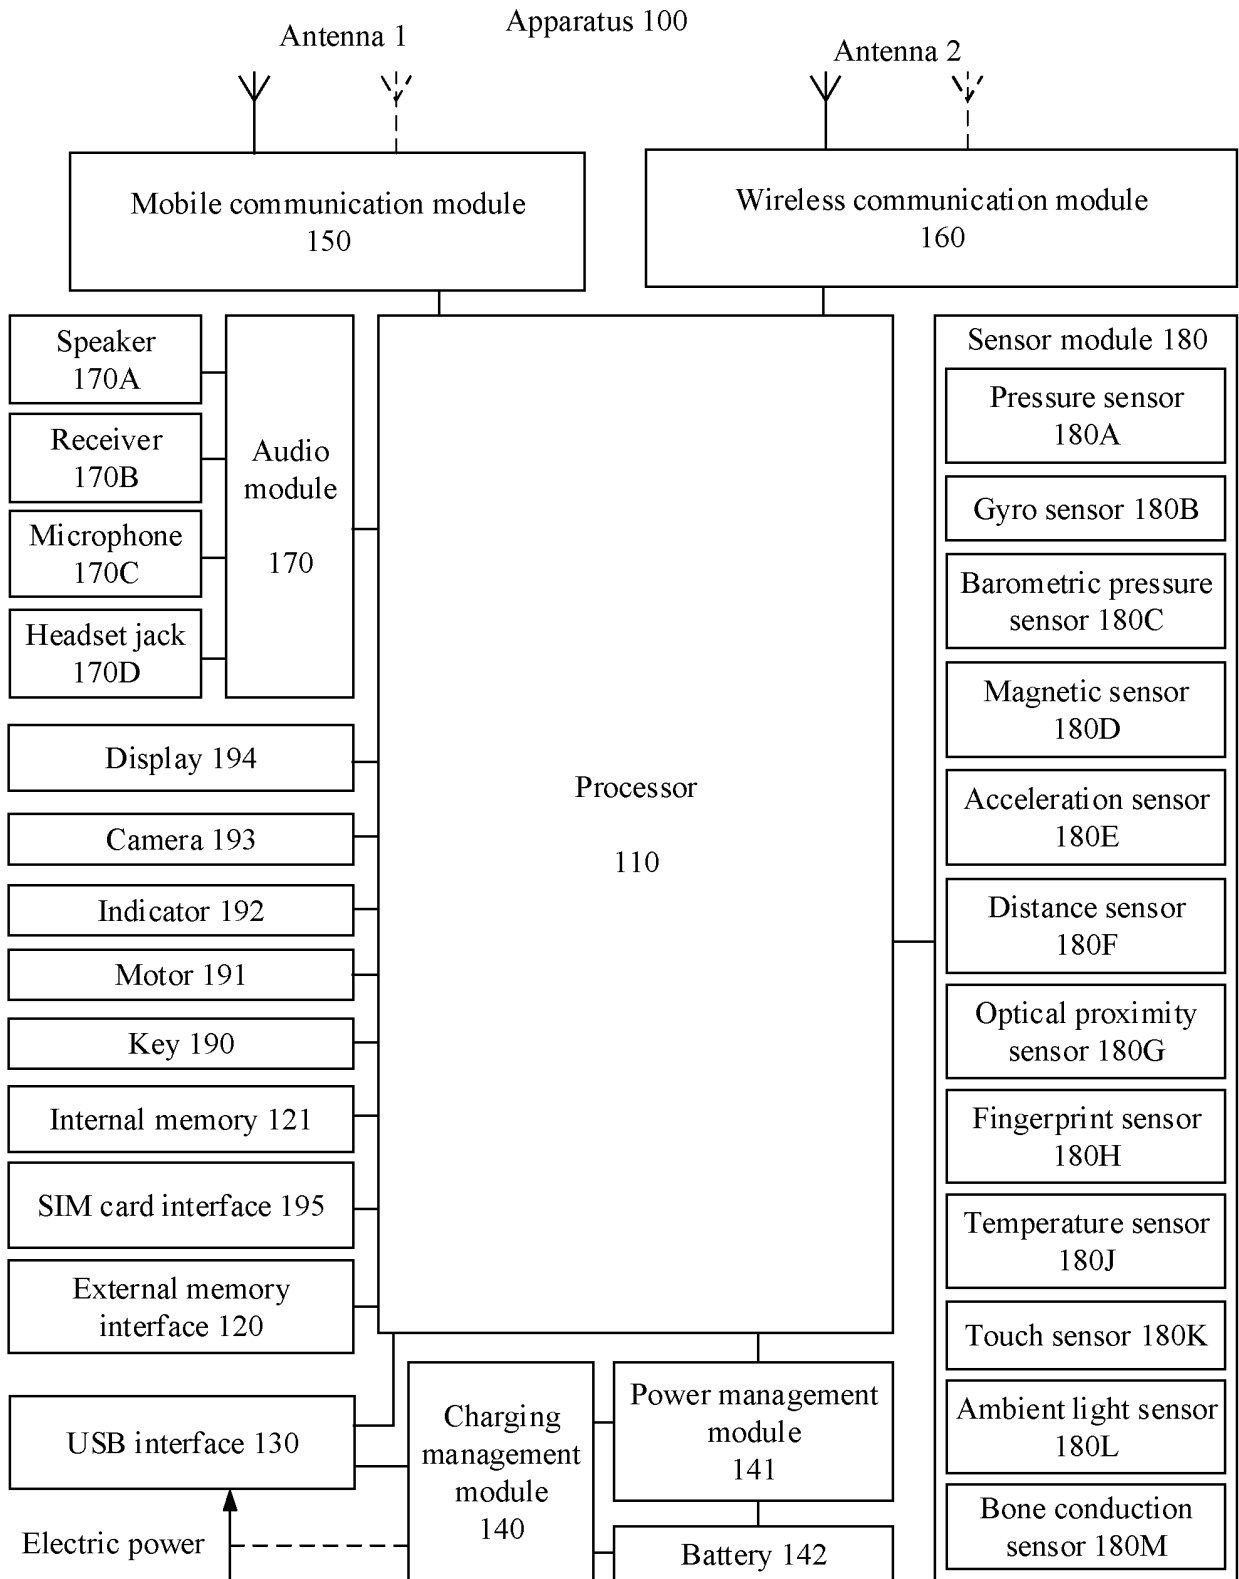 Apparatus 100
Antenna 1
Antenna 2
Mobile communication module
150
Wireless communication module
160
Speaker
170A
Receiver
170B
Microphone
170C
Headset jack
170D
Audio
module
170
Display 194
Camera 193
Indicator 192
Motor 191
Key 190
Internal memory 121
SIM card interface 195
External memory
interface 120
USB interface 130
Electric power
Processor
110
Charging
management
module
140
Power management
module
141
Battery 142
Sensor module 180
Pressure sensor
180A
Gyro sensor 180B
Barometric pressure
sensor 180C
Magnetic sensor
180D
Acceleration sensor
180E
Distance sensor
180F
Optical proximity
sensor 180G
Fingerprint sensor
180H
Temperature sensor
180J
Touch sensor 180K
Ambient light sensor
180L
Bone conduction
sensor 180M